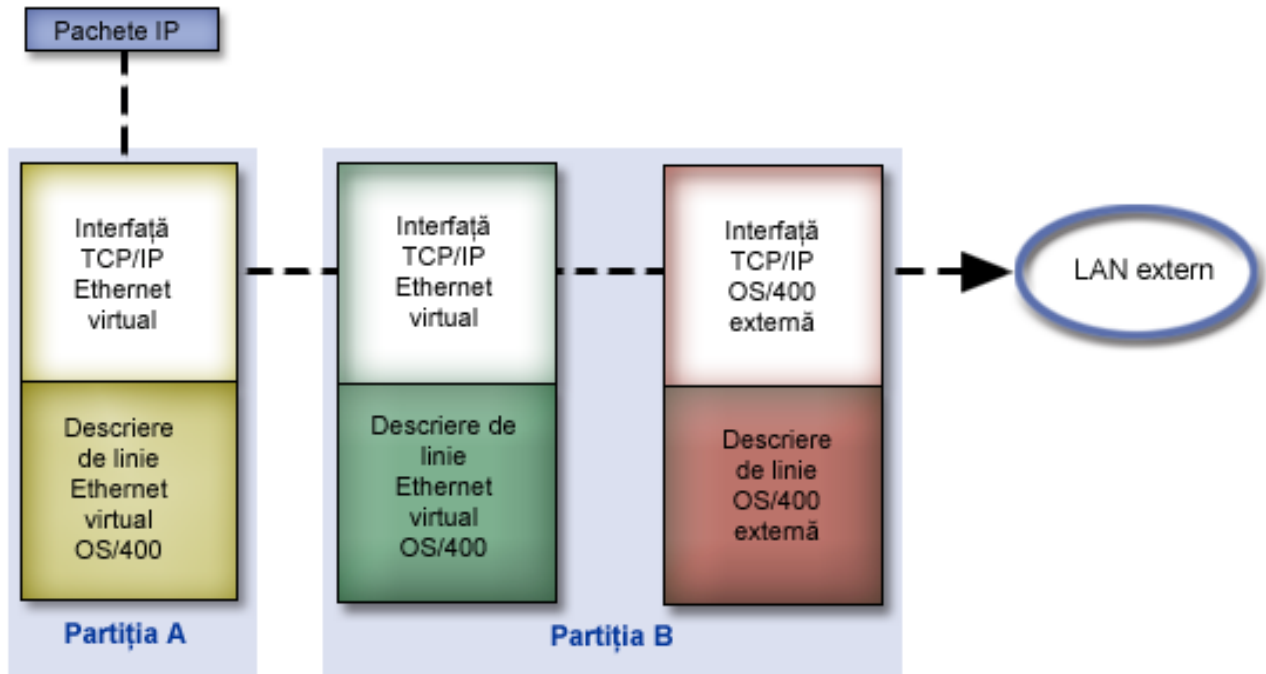 Pachete IP
Interfață
TCP/IP
Ethernet
virtual
Descriere
de linie
Ethernet
virtual
OS/400
Partiția A
Interfață
TCP/IP
Ethernet
virtual
Descriere de
linie
Ethernet
virtual
OS/400
Interfață
TCP/IP
OS/400
externă
Descriere
de linie
OS/400
externă
Partiția B
LAN extern